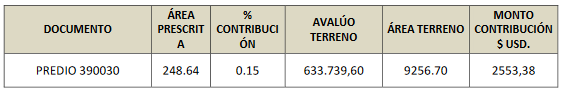 DOCUMENTO
ÁREA
PRESCRIT
A
%
CONTRIBUCI
ÓN
AVALÚO
TERRENO
ÁREA TERRENO
MONTO
CONTRIBUCIÓN
$ USD.
PREDIO 390030
248.64
0.15
633.739,60
9256.70
2553,38